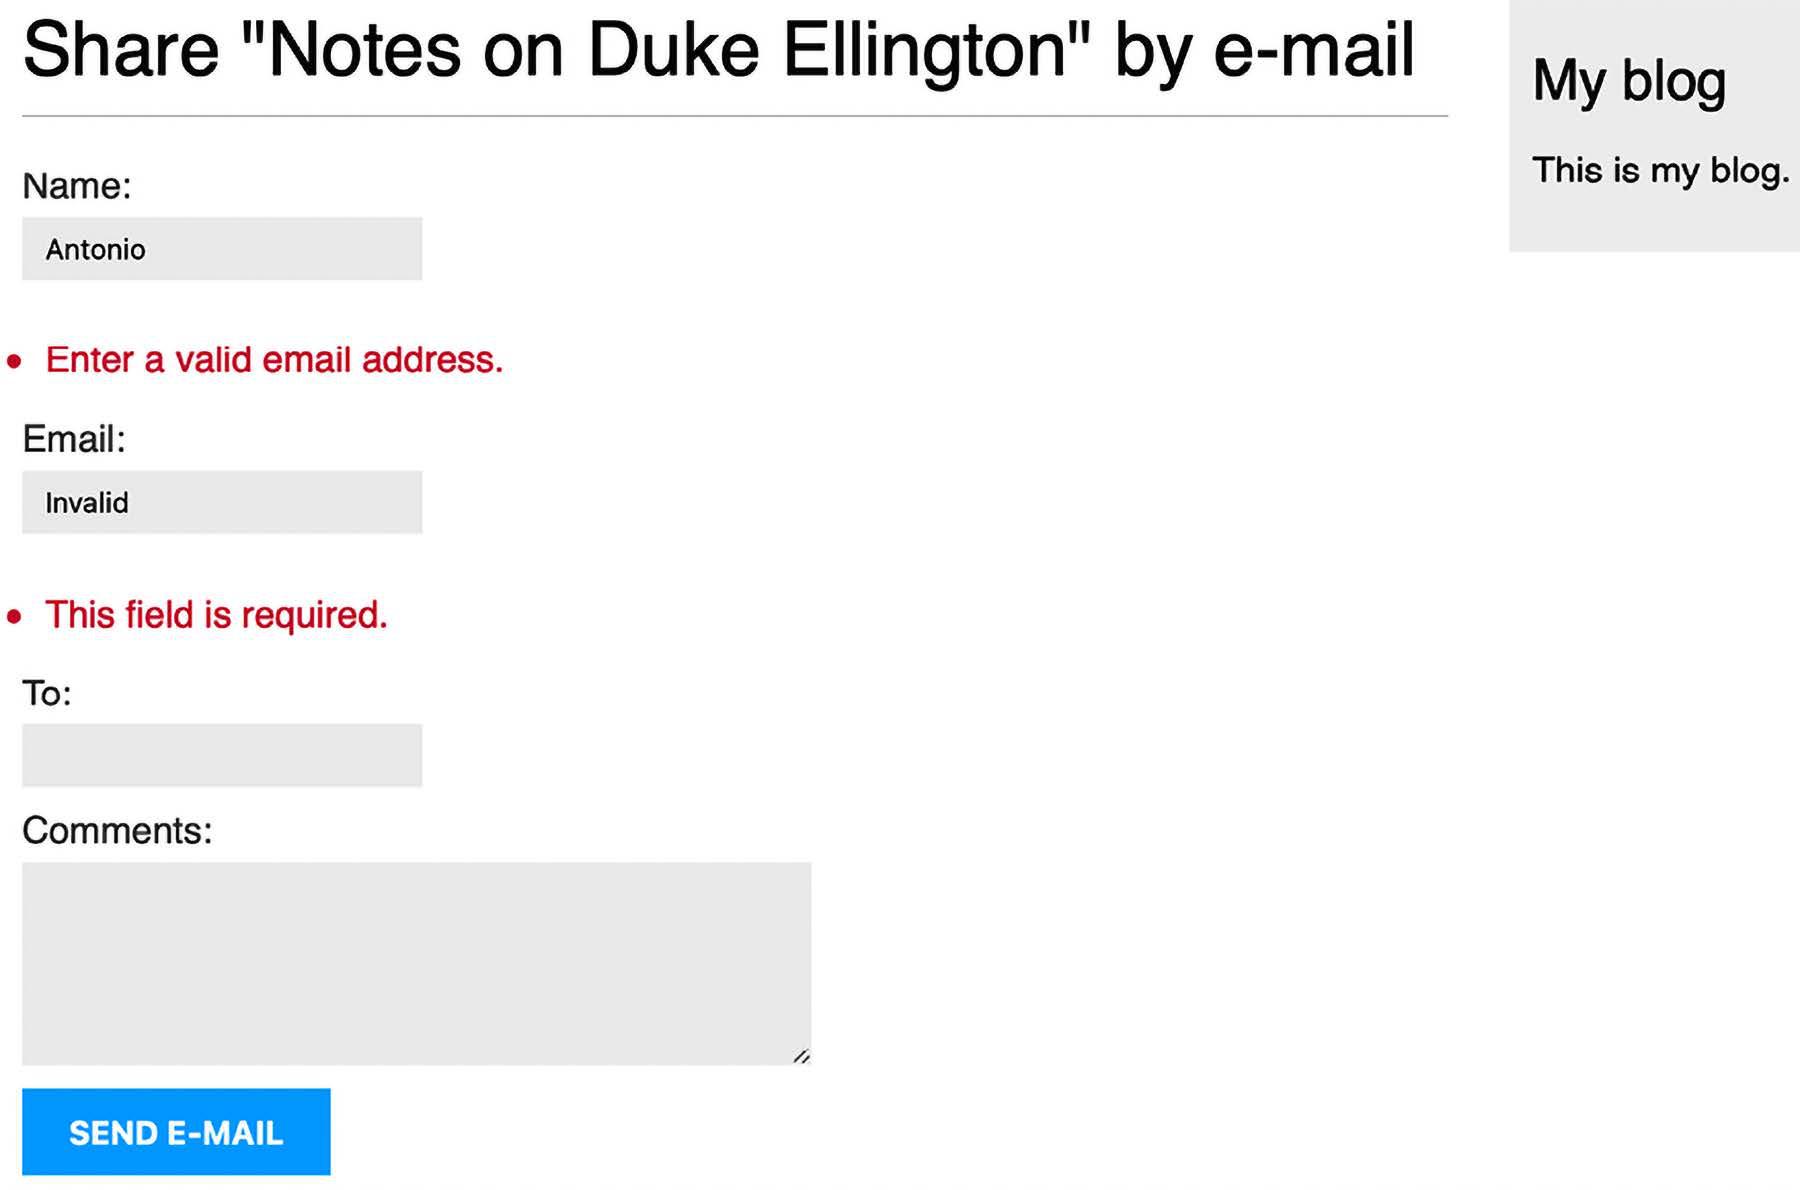 Share "Notes on Duke Ellington" by e-mail
Name:
Antonio
Enter a valid email address.
Email:
Invalid
This field is required.
To:
Comments:
SEND E-MAIL
My blog
This is my blog.